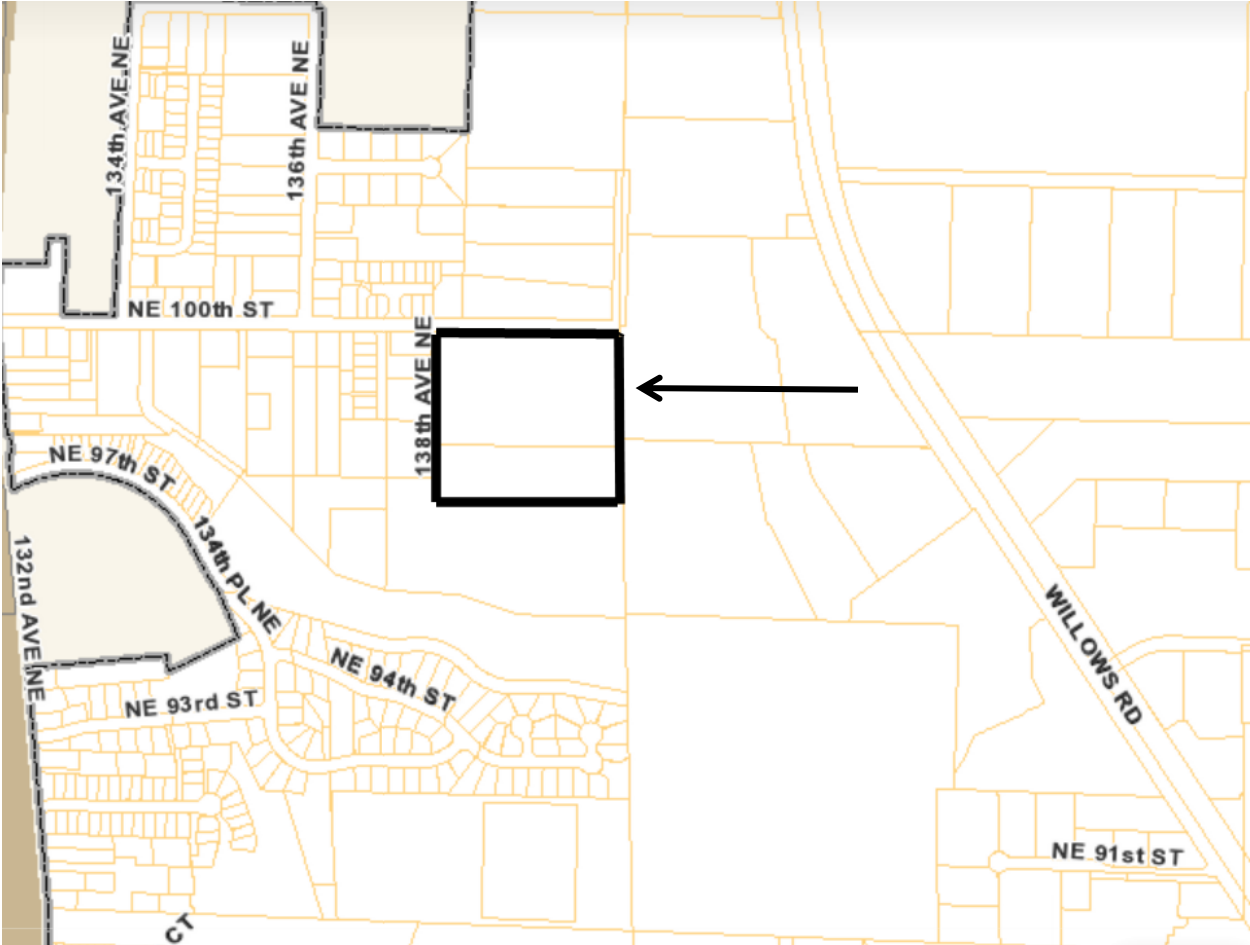 134th AVE NE
136th AVE NE
NE 100th ST
138th AVE NE
NE 97th ST
134th PL NE
132nd AVE NE
NE 94th ST
NE 93rd ST
WILLOWS RD
NE 91st ST
CT